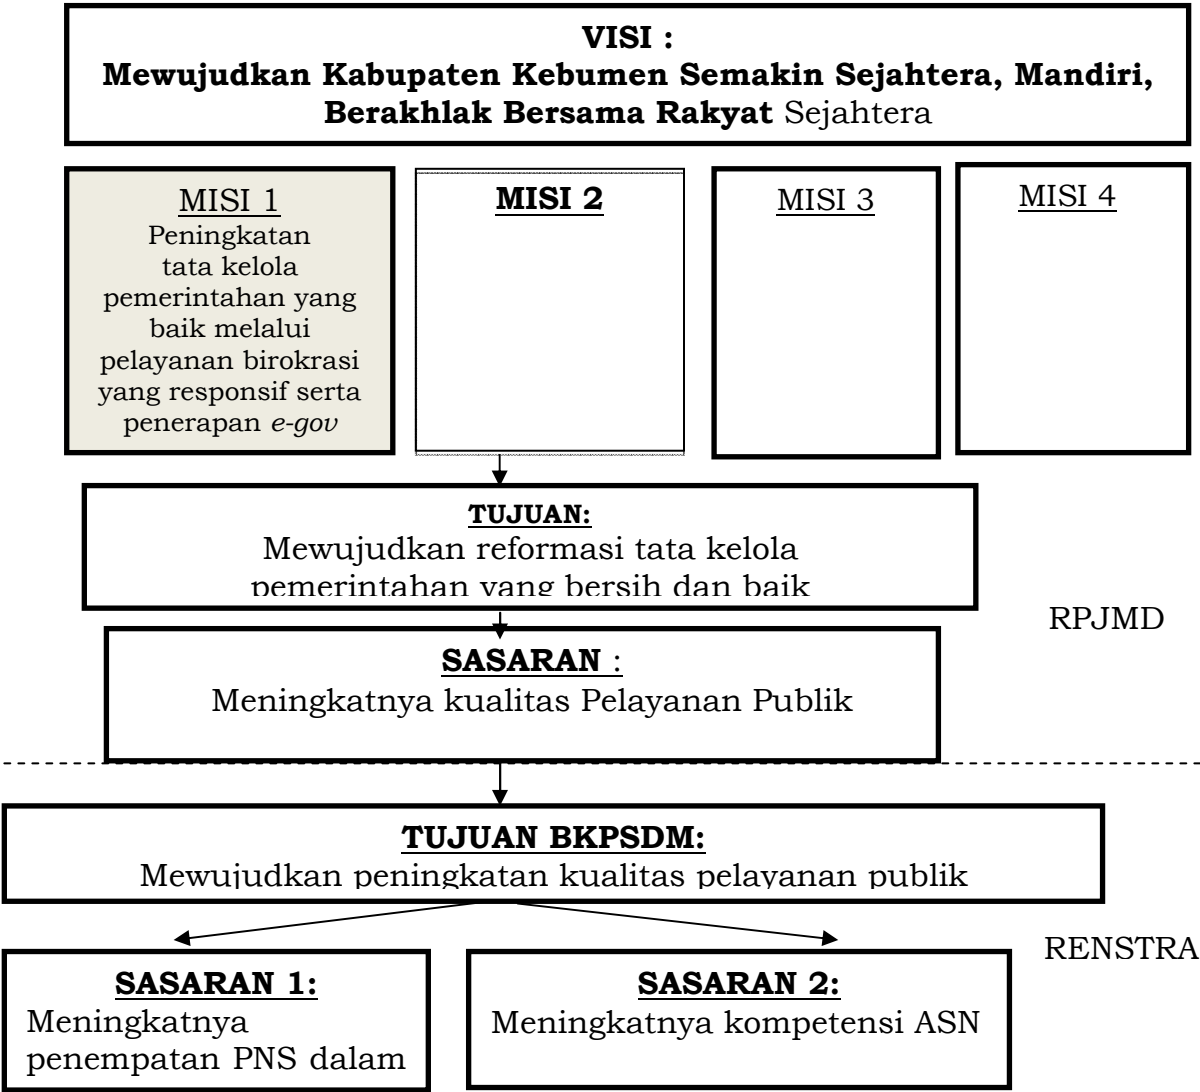 VISI :
Mewujudkan Kabupaten Kebumen Semakin Sejahtera, Mandiri,
Berakhlak Bersama Rakyat Sejahtera
MISI 1
Peningkatan
tata kelola
pemerintahan yang
baik melalui
pelayanan birokrasi
yang responsif serta
penerapan e-gov
MISI 2
MISI 3
MISI 4
TUJUAN:
Mewujudkan reformasi tata kelola
pemerintahan yang bersih dan baik
RPJMD
SASARAN :
Meningkatnya kualitas Pelayanan Publik
TUJUAN BKPSDM:
Mewujudkan peningkatan kualitas pelayanan publik
RENSTRA
SASARAN 1:
Meningkatnya
penempatan PNS dalam
SASARAN 2:
Meningkatnya kompetensi ASN